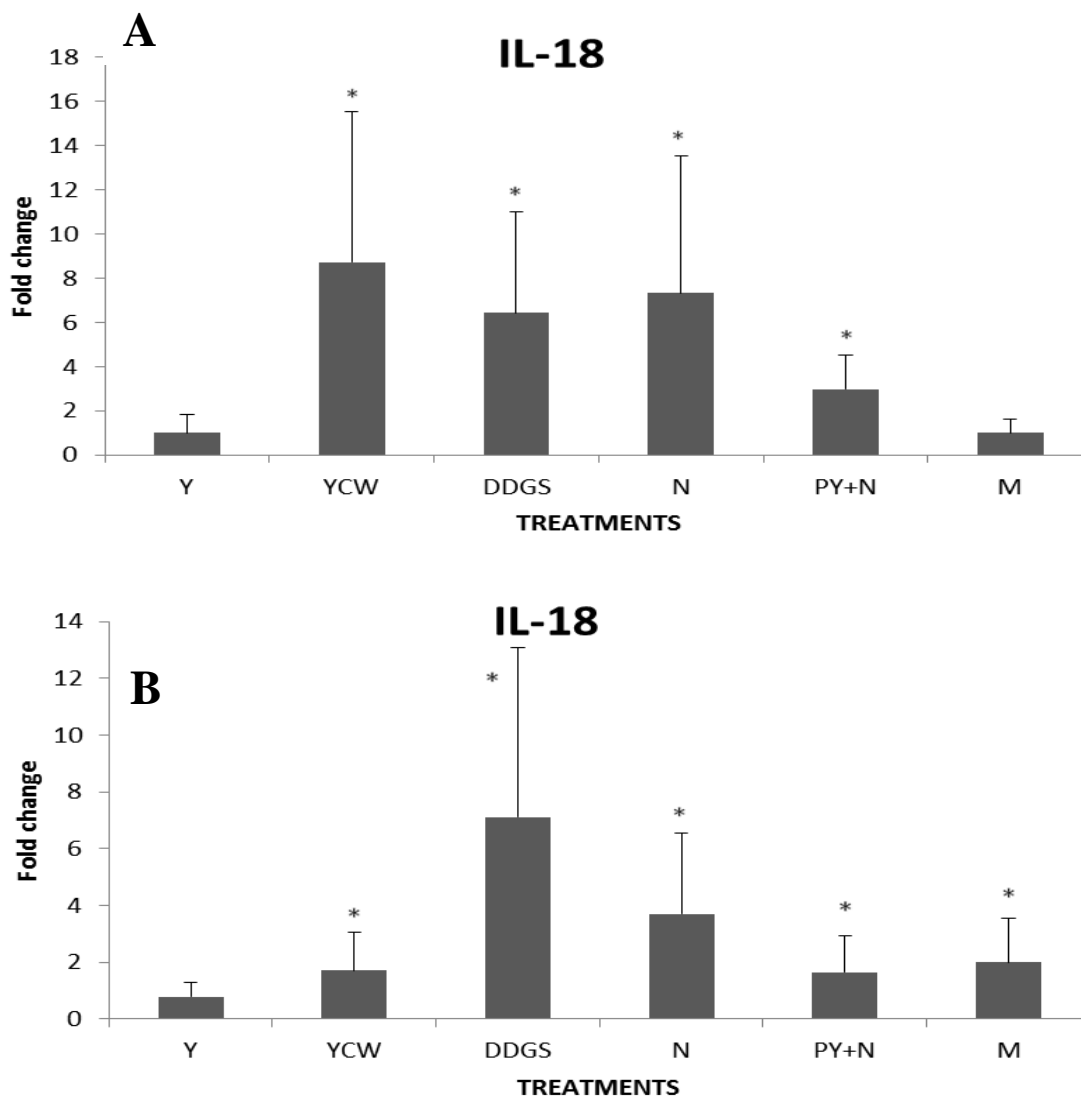 A
IL-18
18
16
14
12
10
8
6
4
2
0
Fold change
*
*
*
*
Y YCW DDGS N PY+N M
TREATMENTS
IL-18
B
14
12
10
8
6
4
2
0
Fold change
*
*
*
*
*
Y YCW DDGS N PY+N M
TREATMENTS